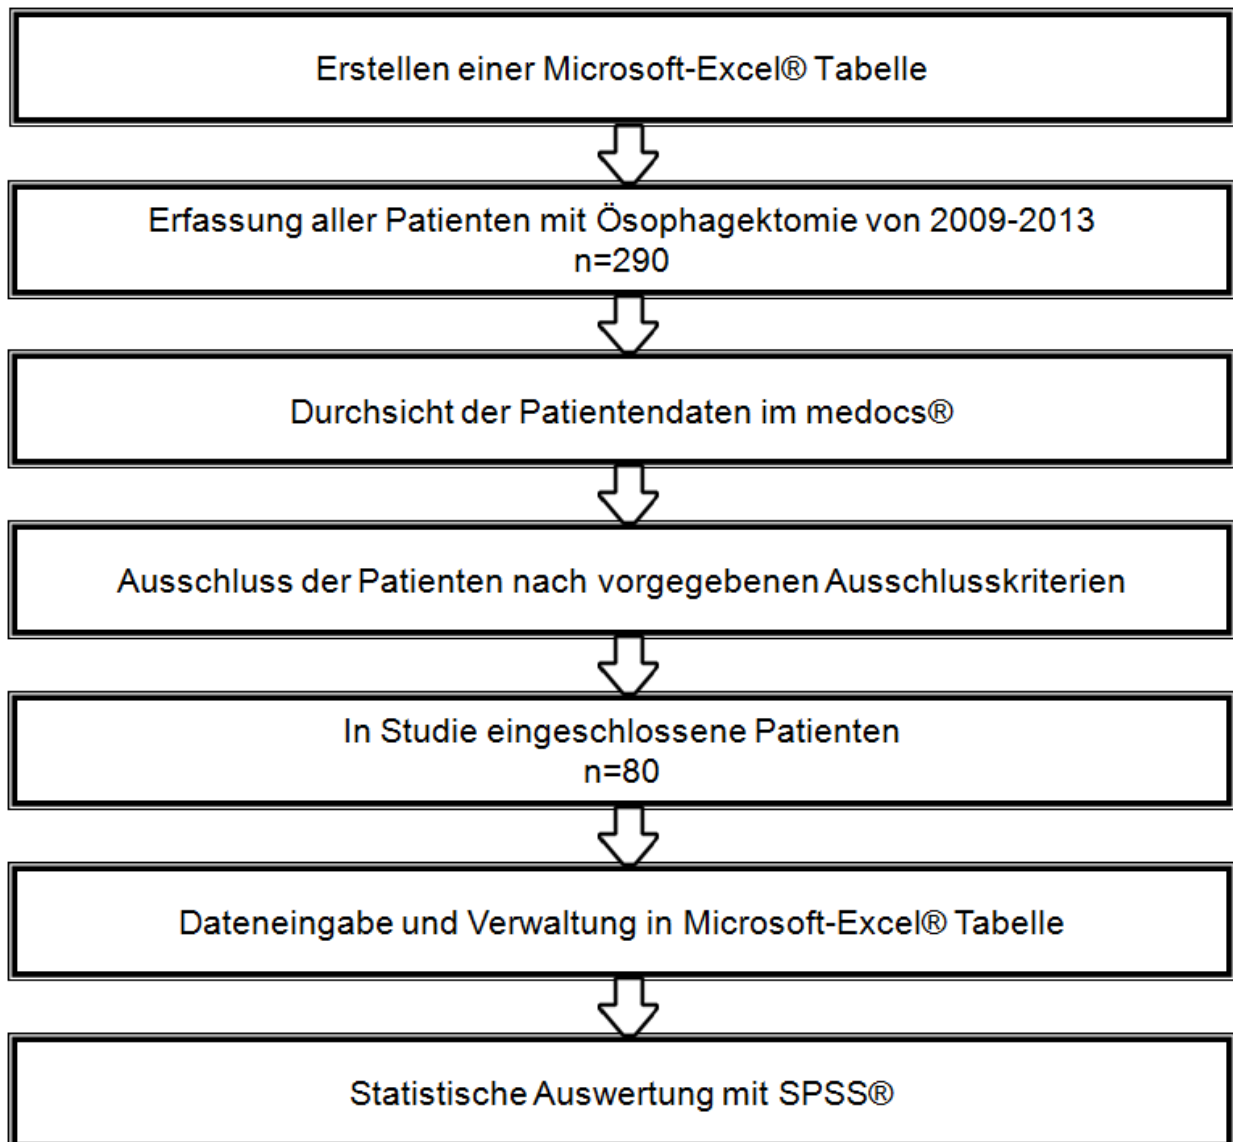 Erstellen einer Microsoft-Excel® Tabelle
Erfassung aller Patienten mit Ösophagektomie von 2009-2013
n=290
Durchsicht der Patientendaten im medocs®
Ausschluss der Patienten nach vorgegebenen Ausschlusskriterien
In Studie eingeschlossene Patienten
n=80
Dateneingabe und Verwaltung in Microsoft-Excel® Tabelle
Statistische Auswertung mit SPSS®